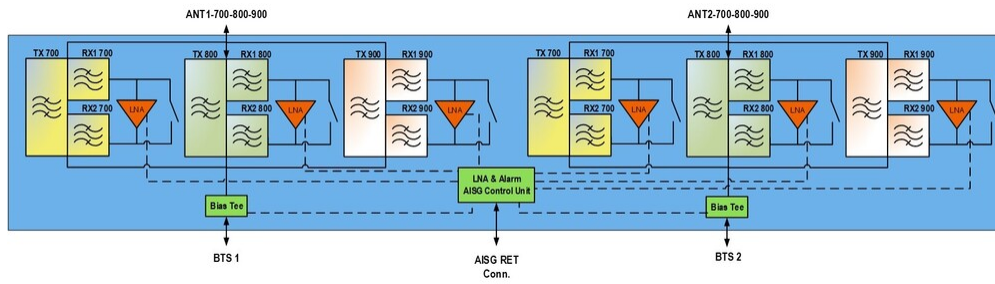 ANT1-700-800-900
ANT2-700-800-900
TX 700
RX1 700
TX 800
RX1 800
TX 900
RX1 900
TX 700
RX1 700
TX 800
RX1 800
TX 900
RX1 900
LNA
LNA
LNA
LNA
LNA
LNA
RX2 700
RX2 800
RX2 900
RX2 700
RX2 800
RX2 900
LNA & Alarm
AISG Control Unit
Bias Tee
Bias Tee
BTS 1
AISG RET
Conn.
BTS 2